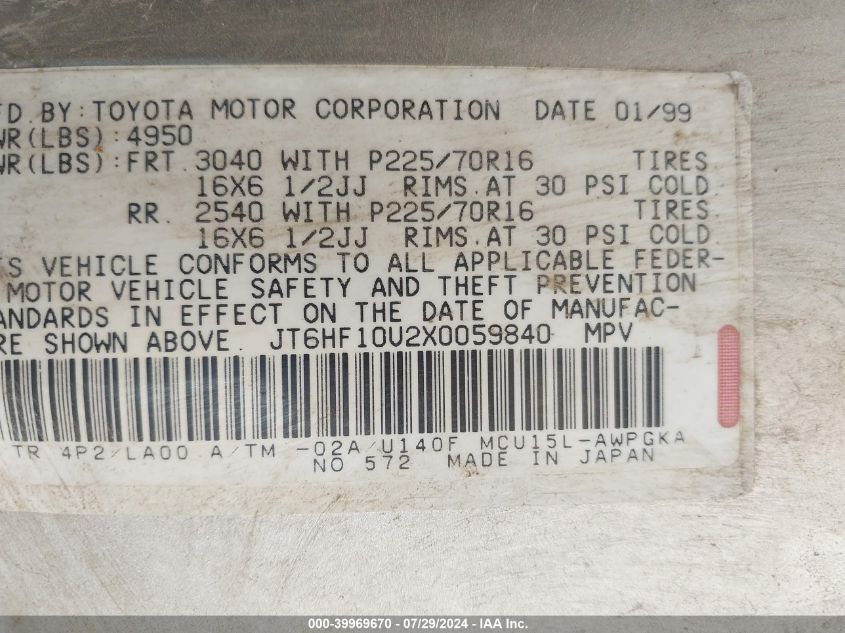 FD BY: TOYOTA MOTOR CORPORATION DATE 01/99
WR(LBS): 4950
WR(LBS): FRT. 3040 WITH P225/70R16 TIRES
16X6 1/2JJ RIMS. AT 30 PSI COLD
RR. 2540 WITH P225/70R16 TIRES
16X6 1/2JJ RIMS. AT 30 PSI COLD
S VEHICLE CONFORMS TO ALL APPLICABLE FEDER-
MOTOR VEHICLE SAFETY AND THEFT PREVENTION
ANDARDS IN EFFECT ON THE DATE OF MANUFAC-
RE SHOWN ABOVE. JT6HF10U2X0059840 MPV
TR 4P2/LA00 A/TM -02A/U140F MCU15L-AWPGKA
NO 572 MADE IN JAPAN
000-39969670 - 07/29/2024 - IAA Inc.